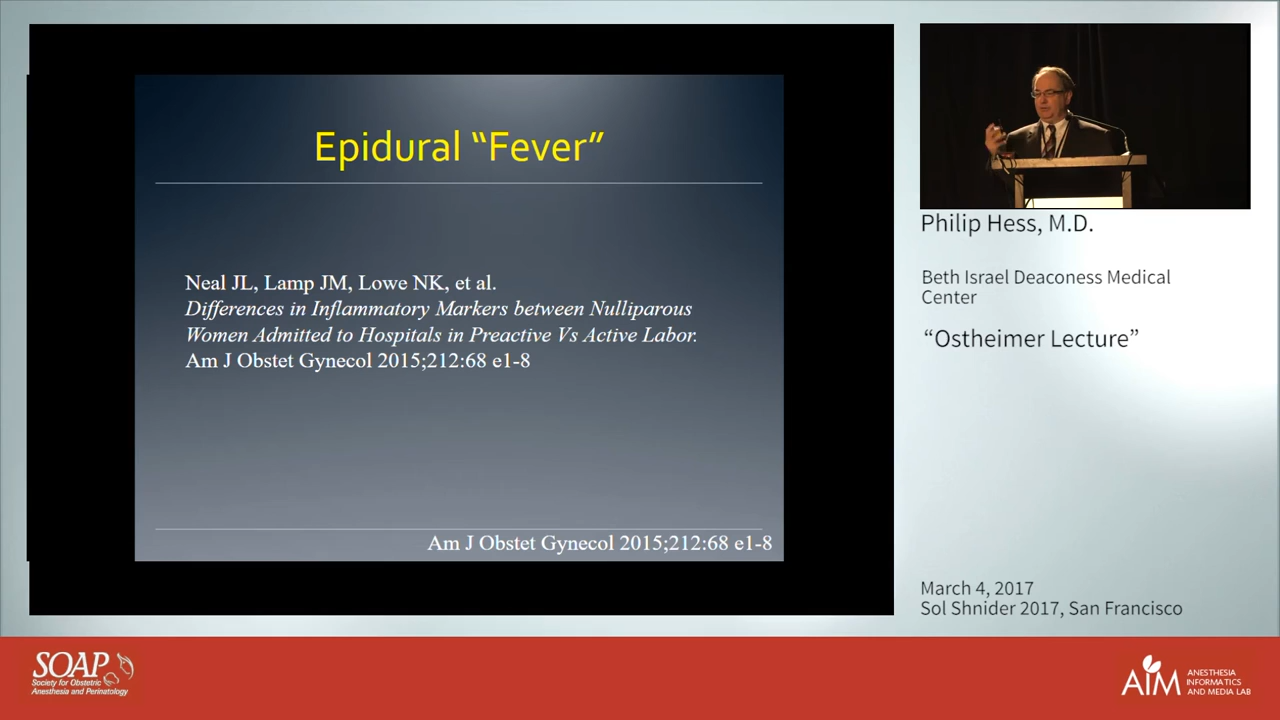 Epidural “Fever”
Neal JL, Lamp JM, Lowe NK, et al.
Differences in Inflammatory Markers between Nulliparous
Women Admitted to Hospitals in Preactive Vs Active Labor.
Am J Obstet Gynecol 2015;212:68 e1-8
Am J Obstet Gynecol 2015;212:68 e1-8
Philip Hess, M.D.
Beth Israel Deaconess Medical
Center
“Ostheimer Lecture”
March 4, 2017
Sol Shnider 2017, San Francisco
SOAP
Society for Obstetric
Anesthesia and Perinatology
AIM
ANESTHESIA
INFORMATICS
AND MEDIA LAB